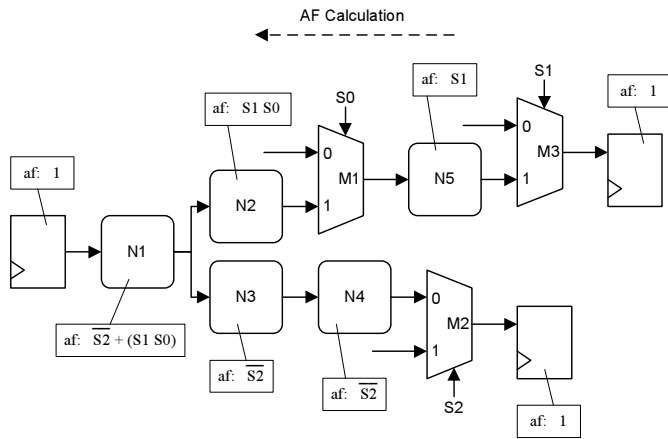 AF Calculation
af: S1
S1
af: 1
af: S1 S0
S0
0
0
M3
M1
N5
1
af: 1
N2
1
N1
N3
N4
0
M2
1
af: S̅2̅ + (S1 S0)
af: S̅2̅
af: S̅2̅
S2
af: 1